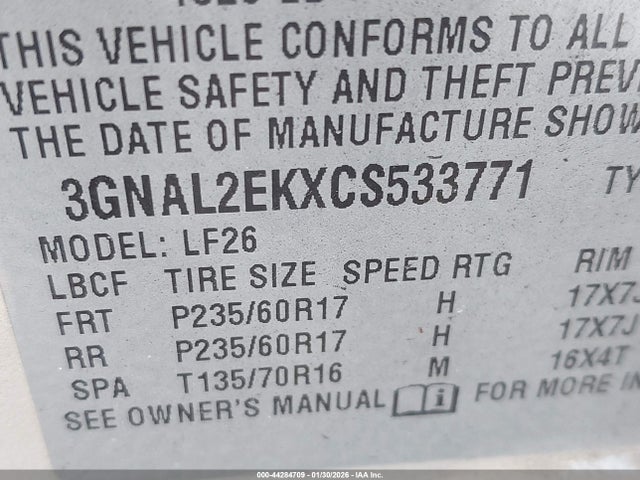 THIS VEHICLE CONFORMS TO ALL
VEHICLE SAFETY AND THEFT PREV
THE DATE OF MANUFACTURE SHOW
3GNAL2EKXCS533771 TY
MODEL: LF26
LBCF TIRE SIZE SPEED RTG RIM
FRT P235/60R17 H 17X7J
RR P235/60R17 H 17X7J
SPA T135/70R16 M 16X4T
SEE OWNER'S MANUAL i FOR MORE IN
000-44284709 - 01/30/2026 - IAA Inc.